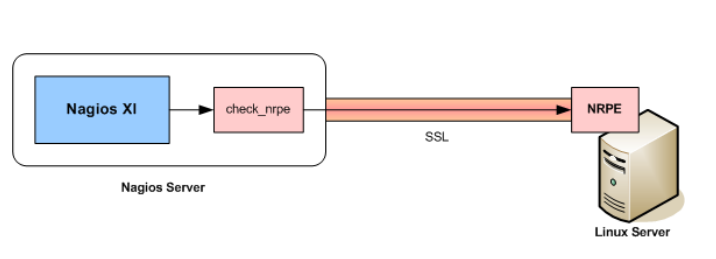 Nagios XI
check_nrpe
NRPE
SSL
Nagios Server
Linux Server